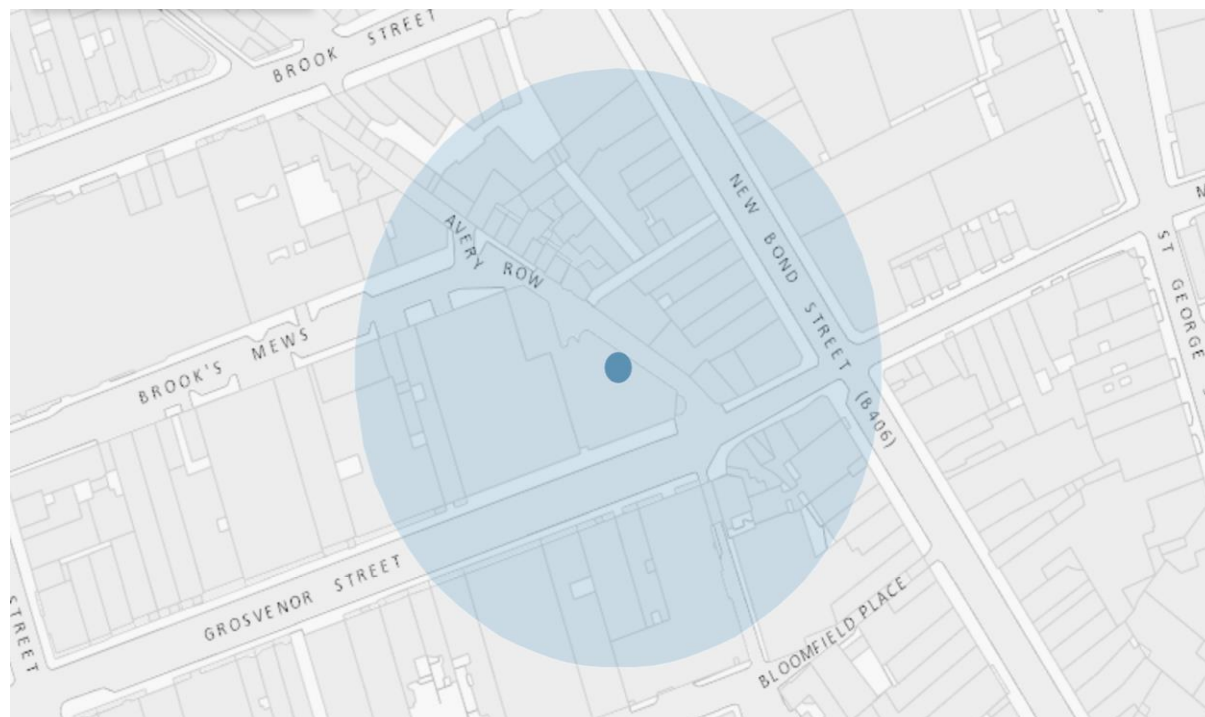 BROOK STREET
NEW BOND STREET (B406)
AVERY ROW
ST GEORGE
BROOK'S MEWS
GROSVENOR STREET
STREET
BLOOMFIELD PLACE